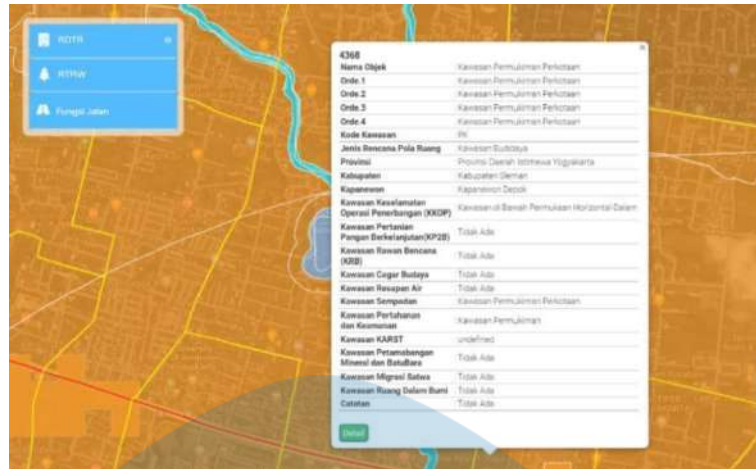 RDTR
RTRW
Fungsi Jalan
4368
Nama Objek : Kawasan Permukiman Perkotaan
Orde.1 : Kawasan Permukiman Perkotaan
Orde.2 : Kawasan Permukiman Perkotaan
Orde.3 : Kawasan Permukiman Perkotaan
Orde.4 : Kawasan Permukiman Perkotaan
Kode Kawasan : PK
Jenis Rencana Pola Ruang : Kawasan Budidaya
Provinsi : Provinsi Daerah Istimewa Yogyakarta
Kabupaten : Kabupaten Sleman
Kapanewon : Kapanewon Depok
Kawasan Keselamatan
Operasi Penerbangan (KKOP) : Kawasan di Bawah Permukaan Horizontal Dalam
Kawasan Pertanian
Pangan Berkelanjutan(KP2B) : Tidak Ada
Kawasan Rawan Bencana
(KRB) : Tidak Ada
Kawasan Cagar Budaya : Tidak Ada
Kawasan Resapan Air : Tidak Ada
Kawasan Sempadan : Kawasan Permukiman Perkotaan
Kawasan Pertahanan
dan Keamanan : Kawasan Permukiman
Kawasan KARST : undefined
Kawasan Petamabangan
Mineral dan BatuBara : Tidak Ada
Kawasan Migrasi Satwa : Tidak Ada
Kawasan Ruang Dalam Bumi : Tidak Ada
Catatan : Tidak Ada
Detail